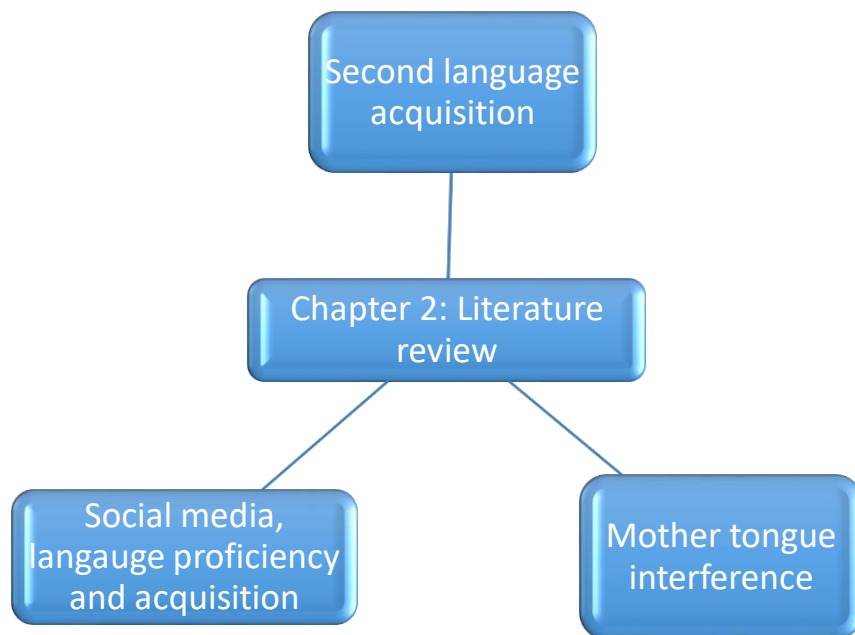 Second language
acquisition
Chapter 2: Literature
review
Social media,
langauge proficiency
and acquisition
Mother tongue
interference